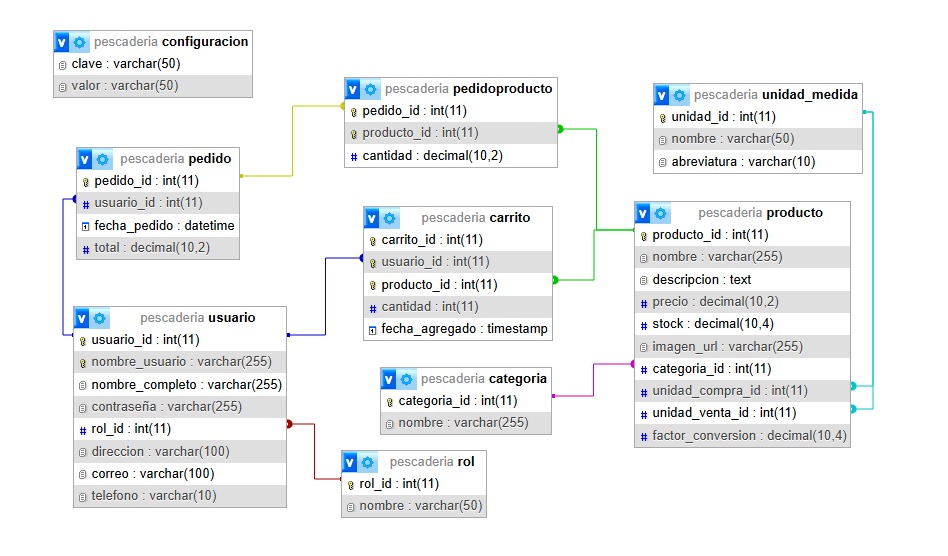 pescaderia configuracion
clave : varchar(50)
valor : varchar(50)
pescaderia pedidoproducto
pedido_id : int(11)
producto_id : int(11)
cantidad : decimal(10,2)
pescaderia unidad_medida
unidad_id : int(11)
nombre : varchar(50)
abreviatura : varchar(10)
pescaderia pedido
pedido_id : int(11)
usuario_id : int(11)
fecha_pedido : datetime
total : decimal(10,2)
pescaderia carrito
carrito_id : int(11)
usuario_id : int(11)
producto_id : int(11)
cantidad : int(11)
fecha_agregado : timestamp
pescaderia producto
producto_id : int(11)
nombre : varchar(255)
descripcion : text
precio : decimal(10,2)
stock : decimal(10,4)
imagen_url : varchar(255)
categoria_id : int(11)
unidad_compra_id : int(11)
unidad_venta_id : int(11)
factor_conversion : decimal(10,4)
pescaderia usuario
usuario_id : int(11)
nombre_usuario : varchar(255)
nombre_completo : varchar(255)
contraseña : varchar(255)
rol_id : int(11)
direccion : varchar(100)
correo : varchar(100)
telefono : varchar(10)
pescaderia categoria
categoria_id : int(11)
nombre : varchar(255)
pescaderia rol
rol_id : int(11)
nombre : varchar(50)